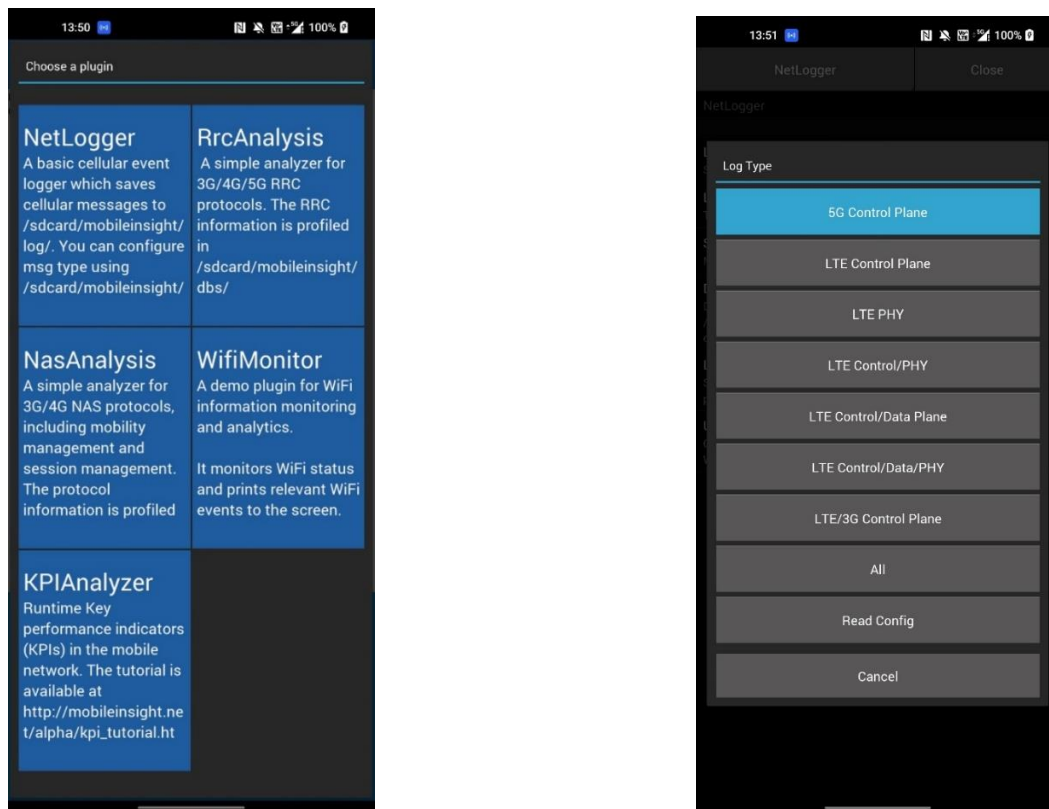 13:50
5G
100%
Choose a plugin
NetLogger
A basic cellular event
logger which saves
cellular messages to
/sdcard/mobileinsight/
log/. You can configure
msg type using
/sdcard/mobileinsight/
RrcAnalysis
A simple analyzer for
3G/4G/5G RRC
protocols. The RRC
information is profiled
in
/sdcard/mobileinsight/
dbs/
NasAnalysis
A simple analyzer for
3G/4G NAS protocols,
including mobility
management and
session management.
The protocol
information is profiled
WifiMonitor
A demo plugin for WiFi
information monitoring
and analytics.
It monitors WiFi status
and prints relevant WiFi
events to the screen.
KPIAnalyzer
Runtime Key
performance indicators
(KPIs) in the mobile
network. The tutorial is
available at
http://mobileinsight.ne
t/alpha/kpi_tutorial.ht
13:51
5G
100%
NetLogger
Close
NetLogger
Log Type
5G Control Plane
LTE Control Plane
LTE PHY
LTE Control/PHY
LTE Control/Data Plane
LTE Control/Data/PHY
LTE/3G Control Plane
All
Read Config
Cancel